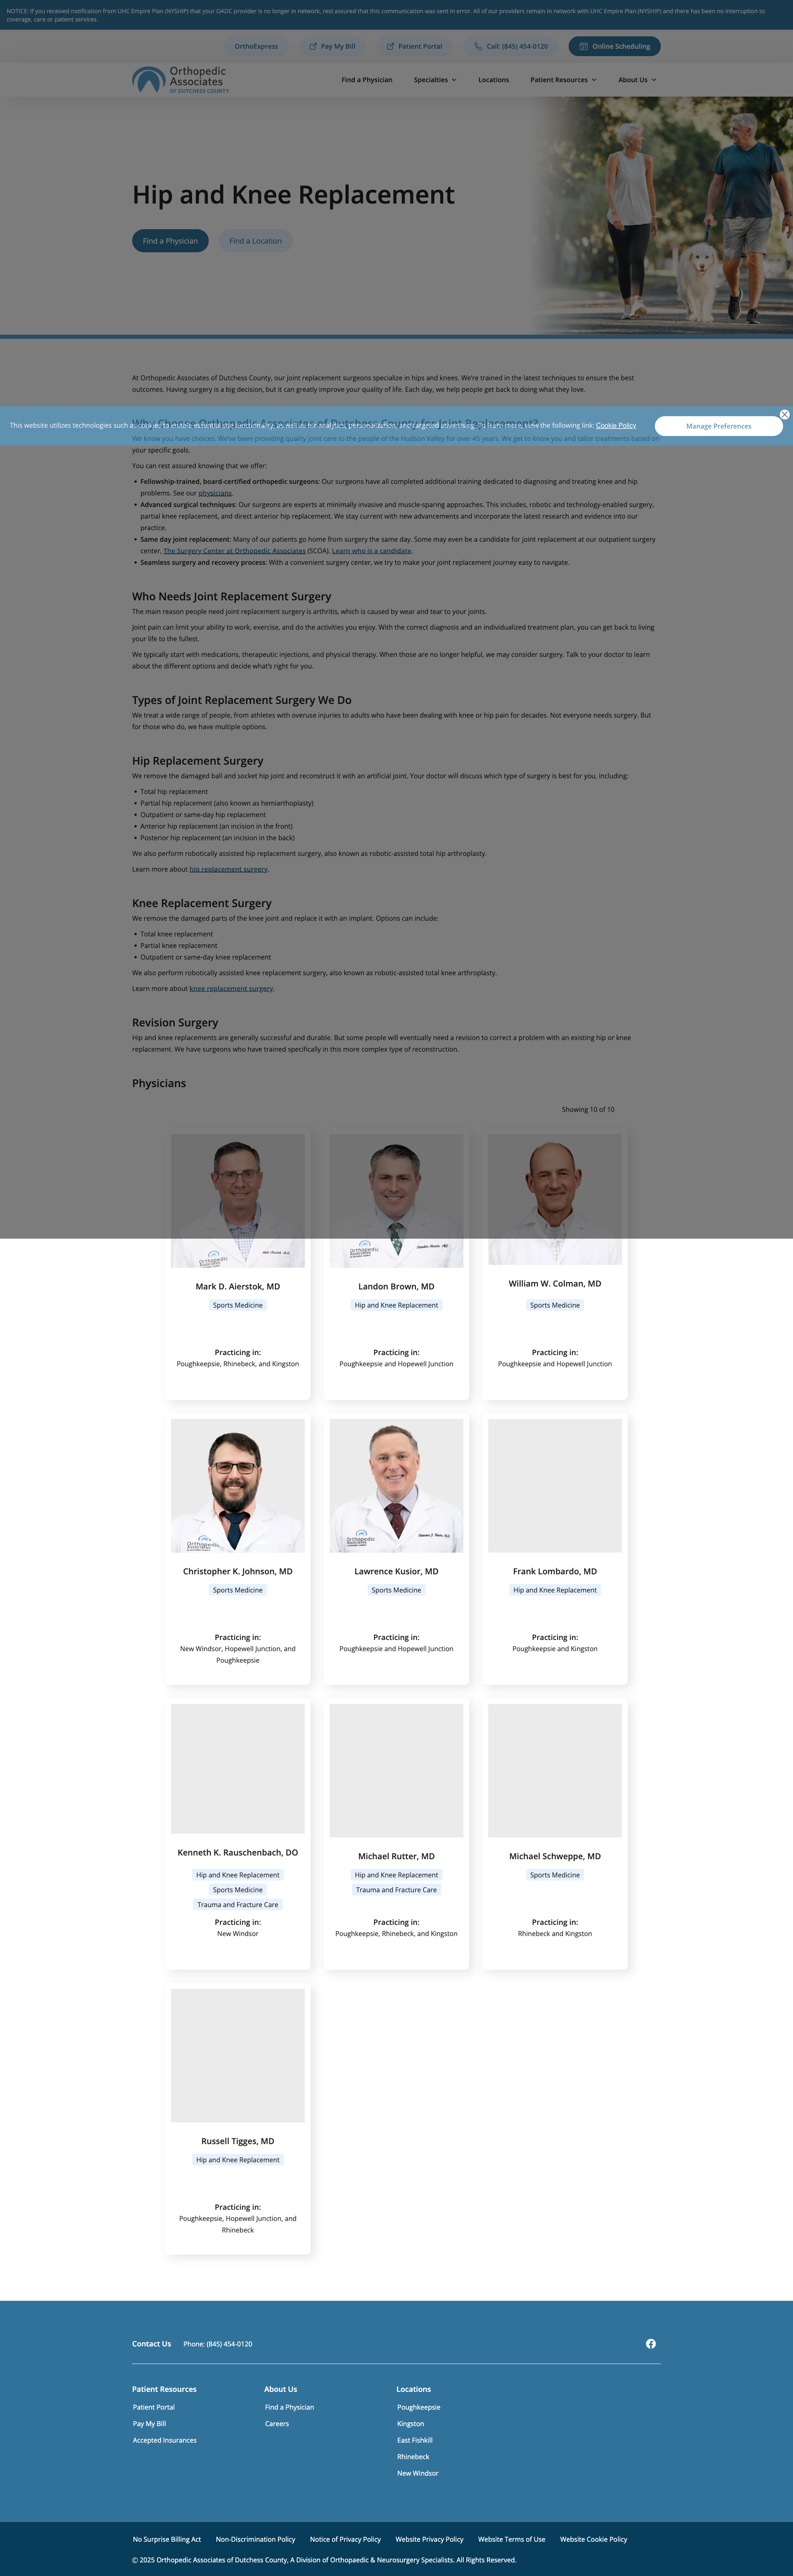 NOTICE: If you received notification from UHC Empire Plan (NYSHIP) that your OADC provider is no longer in network, rest assured that this communication was sent in error. All of our providers remain in network with UHC Empire Plan (NYSHIP) and there has been no interruption to
coverage, care or patient services.
OrthoExpress Pay My Bill Patient Portal Call: (845) 454-0120 Online Scheduling
Orthopedic
Associates
OF DUTCHESS COUNTY
Find a Physician Specialties Locations Patient Resources About Us
Hip and Knee Replacement
Find a Physician Find a Location
At Orthopedic Associates of Dutchess County, our joint replacement surgeons specialize in hips and knees. We're trained in the latest techniques to ensure the best
outcomes. Having surgery is a big decision, but it can greatly improve your quality of life. Each day, we help people get back to doing what they love.
Why Choose Orthopedic Associates of Dutchess County for Joint Replacement?
This website utilizes technologies such as cookies to enable essential site functionality, as well as for analytics, personalization, and targeted advertising. To learn more, view the following link: Cookie Policy
Manage Preferences
We know you have choices. We've been providing quality joint care to the people of the Hudson Valley for over 45 years. We get to know you and tailor treatments based on
your specific goals.
You can rest assured knowing that we offer:
• Fellowship-trained, board-certified orthopedic surgeons: Our surgeons have all completed additional training dedicated to diagnosing and treating knee and hip
problems. See our physicians.
• Advanced surgical techniques: Our surgeons are experts at minimally invasive and muscle-sparing approaches. This includes, robotic and technology-enabled surgery,
partial knee replacement, and direct anterior hip replacement. We stay current with new advancements and incorporate the latest research and evidence into our
practice.
• Same day joint replacement: Many of our patients go home from surgery the same day. Some may even be a candidate for joint replacement at our outpatient surgery
center, The Surgery Center at Orthopedic Associates (SCOA). Learn who is a candidate.
• Seamless surgery and recovery process: With a convenient surgery center, we try to make your joint replacement journey easy to navigate.
Who Needs Joint Replacement Surgery
The main reason people need joint replacement surgery is arthritis, which is caused by wear and tear to your joints.
Joint pain can limit your ability to work, exercise, and do the activities you enjoy. With the correct diagnosis and an individualized treatment plan, you can get back to living
your life to the fullest.
We typically start with medications, therapeutic injections, and physical therapy. When those are no longer helpful, we may consider surgery. Talk to your doctor to learn
about the different options and decide what's right for you.
Types of Joint Replacement Surgery We Do
We treat a wide range of people, from athletes with overuse injuries to adults who have been dealing with knee or hip pain for decades. Not everyone needs surgery. But
for those who do, we have multiple options.
Hip Replacement Surgery
We remove the damaged ball and socket hip joint and reconstruct it with an artificial joint. Your doctor will discuss which type of surgery is best for you, including:
• Total hip replacement
• Partial hip replacement (also known as hemiarthoplasty)
• Outpatient or same-day hip replacement
• Anterior hip replacement (an incision in the front)
• Posterior hip replacement (an incision in the back)
We also perform robotically assisted hip replacement surgery, also known as robotic-assisted total hip arthroplasty.
Learn more about hip replacement surgery.
Knee Replacement Surgery
We remove the damaged parts of the knee joint and replace it with an implant. Options can include:
• Total knee replacement
• Partial knee replacement
• Outpatient or same-day knee replacement
We also perform robotically assisted knee replacement surgery, also known as robotic-assisted total knee arthroplasty.
Learn more about knee replacement surgery.
Revision Surgery
Hip and knee replacements are generally successful and durable. But some people will eventually need a revision to correct a problem with an existing hip or knee
replacement. We have surgeons who have trained specifically in this more complex type of reconstruction.
Physicians
Showing 10 of 10
Mark D. Aierstok, MD
Sports Medicine
Practicing in:
Poughkeepsie, Rhinebeck, and Kingston
Landon Brown, MD
Hip and Knee Replacement
Practicing in:
Poughkeepsie and Hopewell Junction
William W. Colman, MD
Sports Medicine
Practicing in:
Poughkeepsie and Hopewell Junction
Christopher K. Johnson, MD
Sports Medicine
Practicing in:
New Windsor, Hopewell Junction, and
Poughkeepsie
Lawrence Kusior, MD
Sports Medicine
Practicing in:
Poughkeepsie and Hopewell Junction
Frank Lombardo, MD
Hip and Knee Replacement
Practicing in:
Poughkeepsie and Kingston
Kenneth K. Rauschenbach, DO
Hip and Knee Replacement
Sports Medicine
Trauma and Fracture Care
Practicing in:
New Windsor
Michael Rutter, MD
Hip and Knee Replacement
Trauma and Fracture Care
Practicing in:
Poughkeepsie, Rhinebeck, and Kingston
Michael Schweppe, MD
Sports Medicine
Practicing in:
Rhinebeck and Kingston
Russell Tigges, MD
Hip and Knee Replacement
Practicing in:
Poughkeepsie, Hopewell Junction, and
Rhinebeck
Contact Us Phone: (845) 454-0120
Patient Resources
Patient Portal
Pay My Bill
Accepted Insurances
About Us
Find a Physician
Careers
Locations
Poughkeepsie
Kingston
East Fishkill
Rhinebeck
New Windsor
No Surprise Billing Act Non-Discrimination Policy Notice of Privacy Policy Website Privacy Policy Website Terms of Use Website Cookie Policy
© 2025 Orthopedic Associates of Dutchess County, A Division of Orthopaedic & Neurosurgery Specialists. All Rights Reserved.